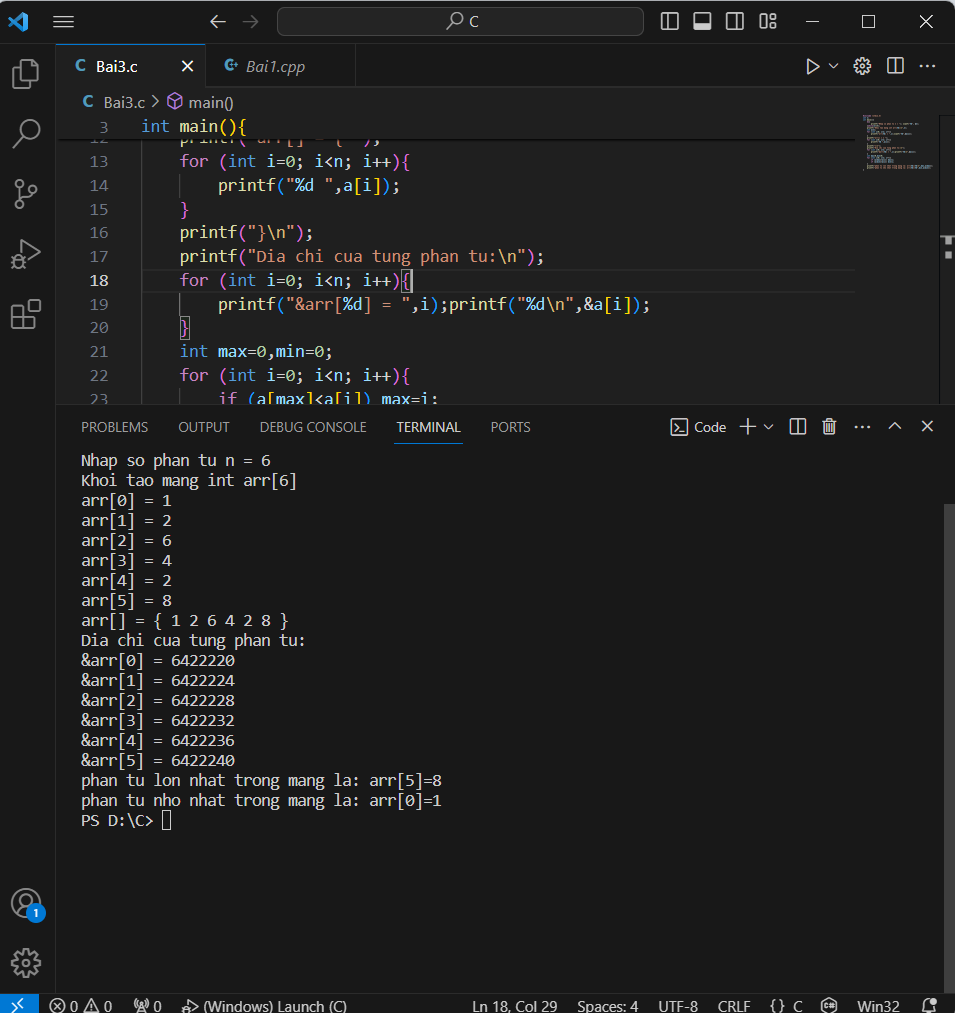 C
Bai3.c
Bai1.cpp
Bai3.c > main()
3 int main(){
13 for (int i=0; i<n; i++){
14 printf("%d ",a[i]);
15 }
16 printf("}\n");
17 printf("Dia chi cua tung phan tu:\n");
18 for (int i=0; i<n; i++){
19 printf("&arr[%d] = ",i);printf("%d\n",&a[i]);
20 }
21 int max=0,min=0;
22 for (int i=0; i<n; i++){
23 if (a[max]<a[i]) max=i;
PROBLEMS OUTPUT DEBUG CONSOLE TERMINAL PORTS Code
Nhap so phan tu n = 6
Khoi tao mang int arr[6]
arr[0] = 1
arr[1] = 2
arr[2] = 6
arr[3] = 4
arr[4] = 2
arr[5] = 8
arr[] = { 1 2 6 4 2 8 }
Dia chi cua tung phan tu:
&arr[0] = 6422220
&arr[1] = 6422224
&arr[2] = 6422228
&arr[3] = 6422232
&arr[4] = 6422236
&arr[5] = 6422240
phan tu lon nhat trong mang la: arr[5]=8
phan tu nho nhat trong mang la: arr[0]=1
PS D:\C>
1
0 0 0 (Windows) Launch (C) Ln 18, Col 29 Spaces: 4 UTF-8 CRLF {} C Win32